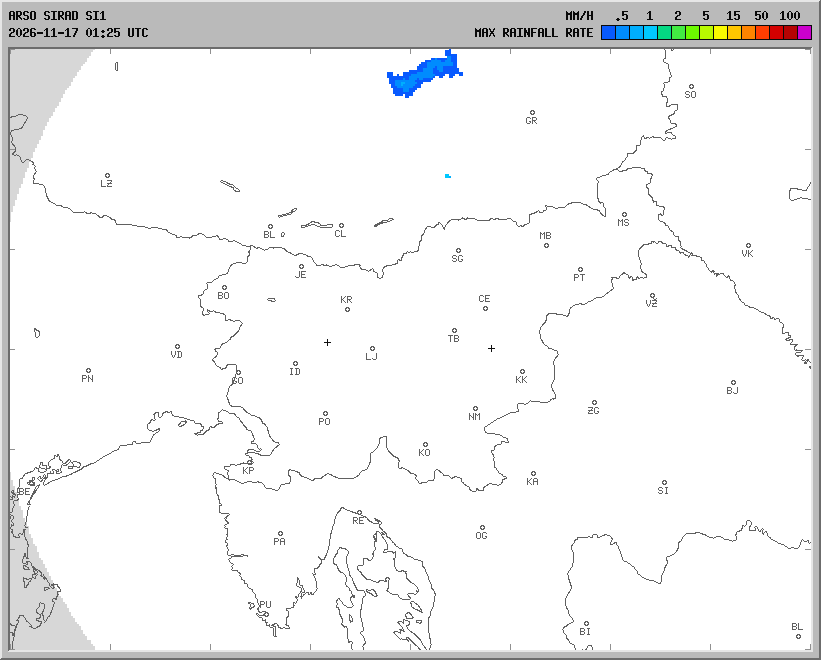 ARSO SIRAD SI1
2026-11-17 01:25 UTC
MM/H .5 1 2 5 15 50 100
MAX RAINFALL RATE
SO
GR
LZ
MS
BL
CL
MB
VK
SG
JE
PT
BO
KR
CE
VZ
TB
VD
LJ
ID
PN
GO
KK
BJ
NM
ZG
PO
KO
KP
KA
BE
SI
RE
OG
PA
PU
BI
BL